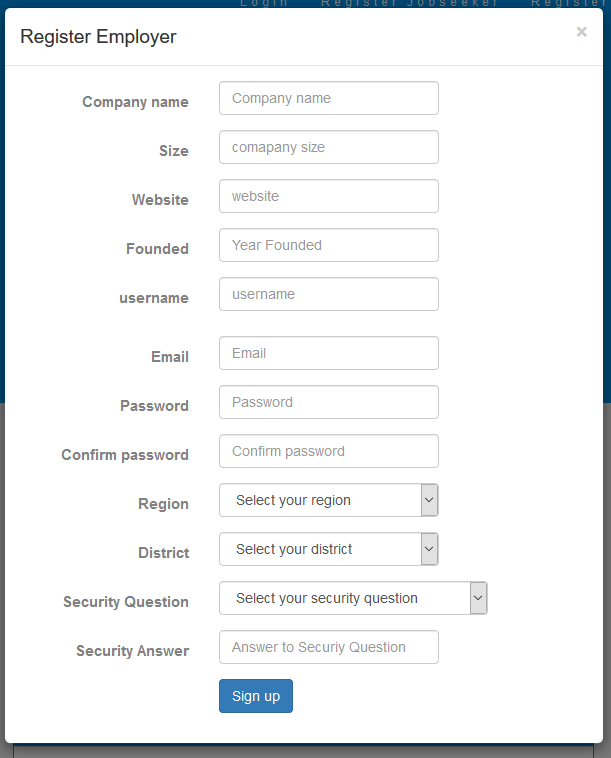 Login Register Jobseeker Register
Register Employer ×
Company name Company name
Size comapany size
Website website
Founded Year Founded
username username
Email Email
Password Password
Confirm password Confirm password
Region Select your region
District Select your district
Security Question Select your security question
Security Answer Answer to Securiy Question
Sign up